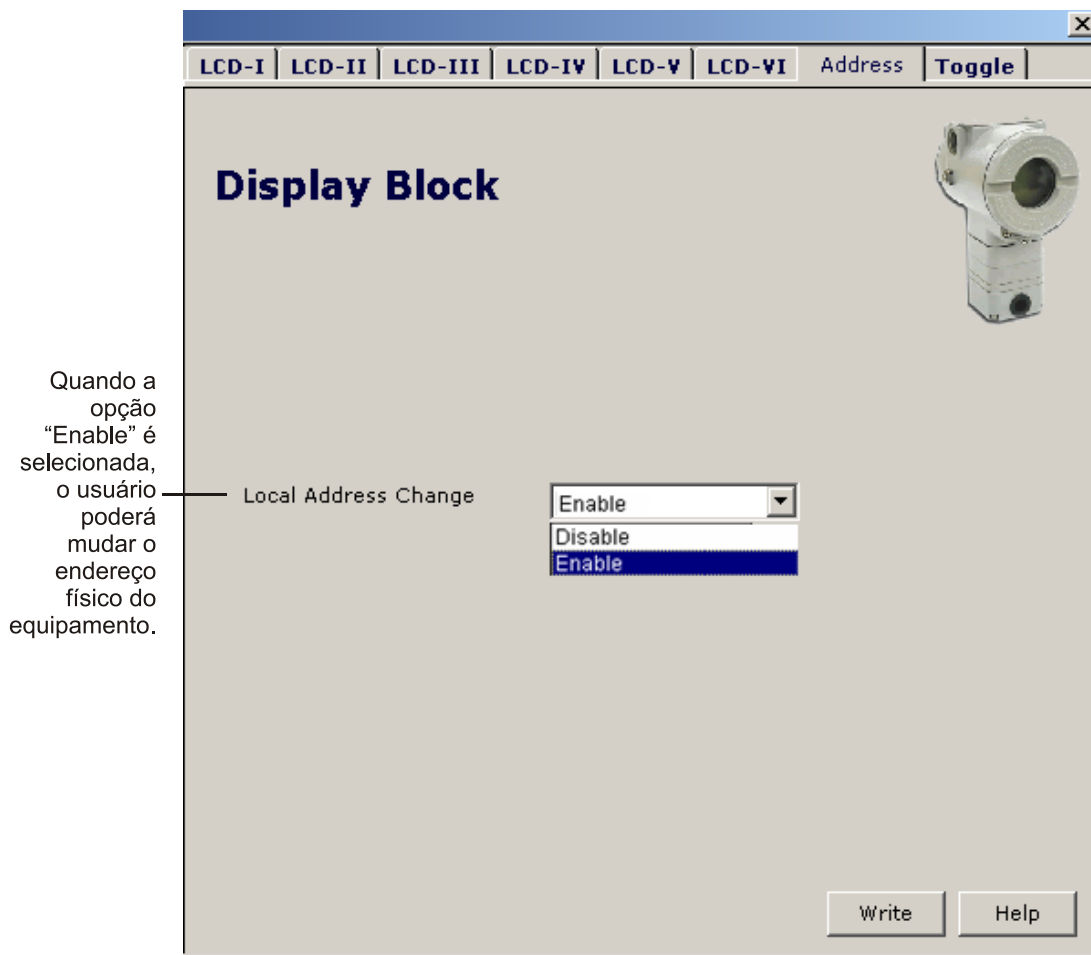 LCD-I LCD-II LCD-III LCD-IV LCD-V LCD-VI Address Toggle
Display Block
Quando a
opção
“Enable” é
selecionada,
o usuário
poderá
mudar o
endereço
físico do
equipamento.
Local Address Change
Enable
Disable
Enable
Write Help